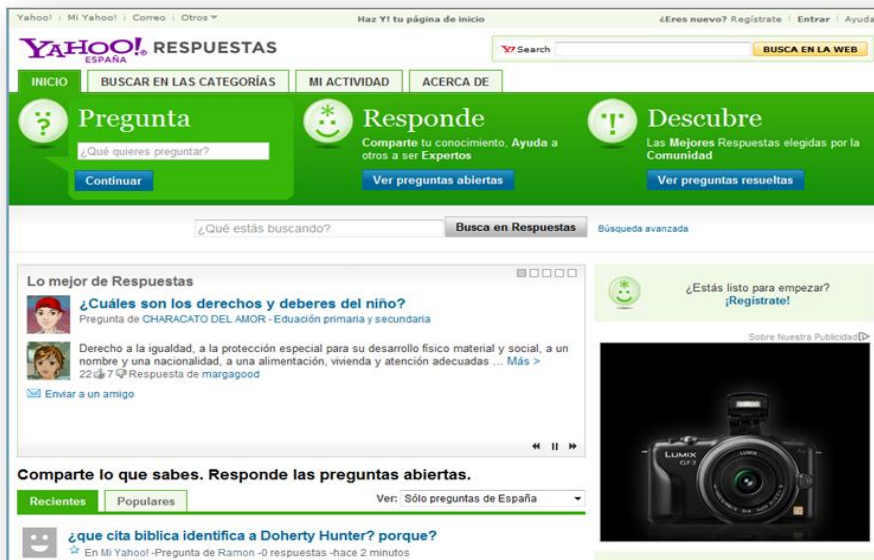 Yahoo! Mi Yahoo! Correo Otros Haz Y! tu página de inicio ¿Eres nuevo? Regístrate Entrar Ayuda
YAHOO! RESPUESTAS
ESPAÑA
Y! Search BUSCA EN LA WEB
INICIO BUSCAR EN LAS CATEGORÍAS MI ACTIVIDAD ACERCA DE
Pregunta
¿Qué quieres preguntar?
Continuar
Responde
Comparte tu conocimiento, Ayuda a
otros a ser Expertos
Ver preguntas abiertas
Descubre
Las Mejores Respuestas elegidas por la
Comunidad
Ver preguntas resueltas
¿Qué estás buscando? Busca en Respuestas Búsqueda avanzada
Lo mejor de Respuestas
¿Cuáles son los derechos y deberes del niño?
Pregunta de CHARACATO DEL AMOR - Eduación primaria y secundaria
Derecho a la igualdad, a la protección especial para su desarrollo físico material y social, a un
nombre y una nacionalidad, a una alimentación, vivienda y atención adecuadas ... Más >
22 7 Respuesta de margagood
Enviar a un amigo
¿Estás listo para empezar?
¡Regístrate!
Sobre Nuestra Publicidad
LUMIX
GF3
LUMIX
Comparte lo que sabes. Responde las preguntas abiertas.
Recientes Populares Ver: Sólo preguntas de España
¿que cita biblica identifica a Doherty Hunter? porque?
En Mi Yahoo! -Pregunta de Ramon -0 respuestas -hace 2 minutos